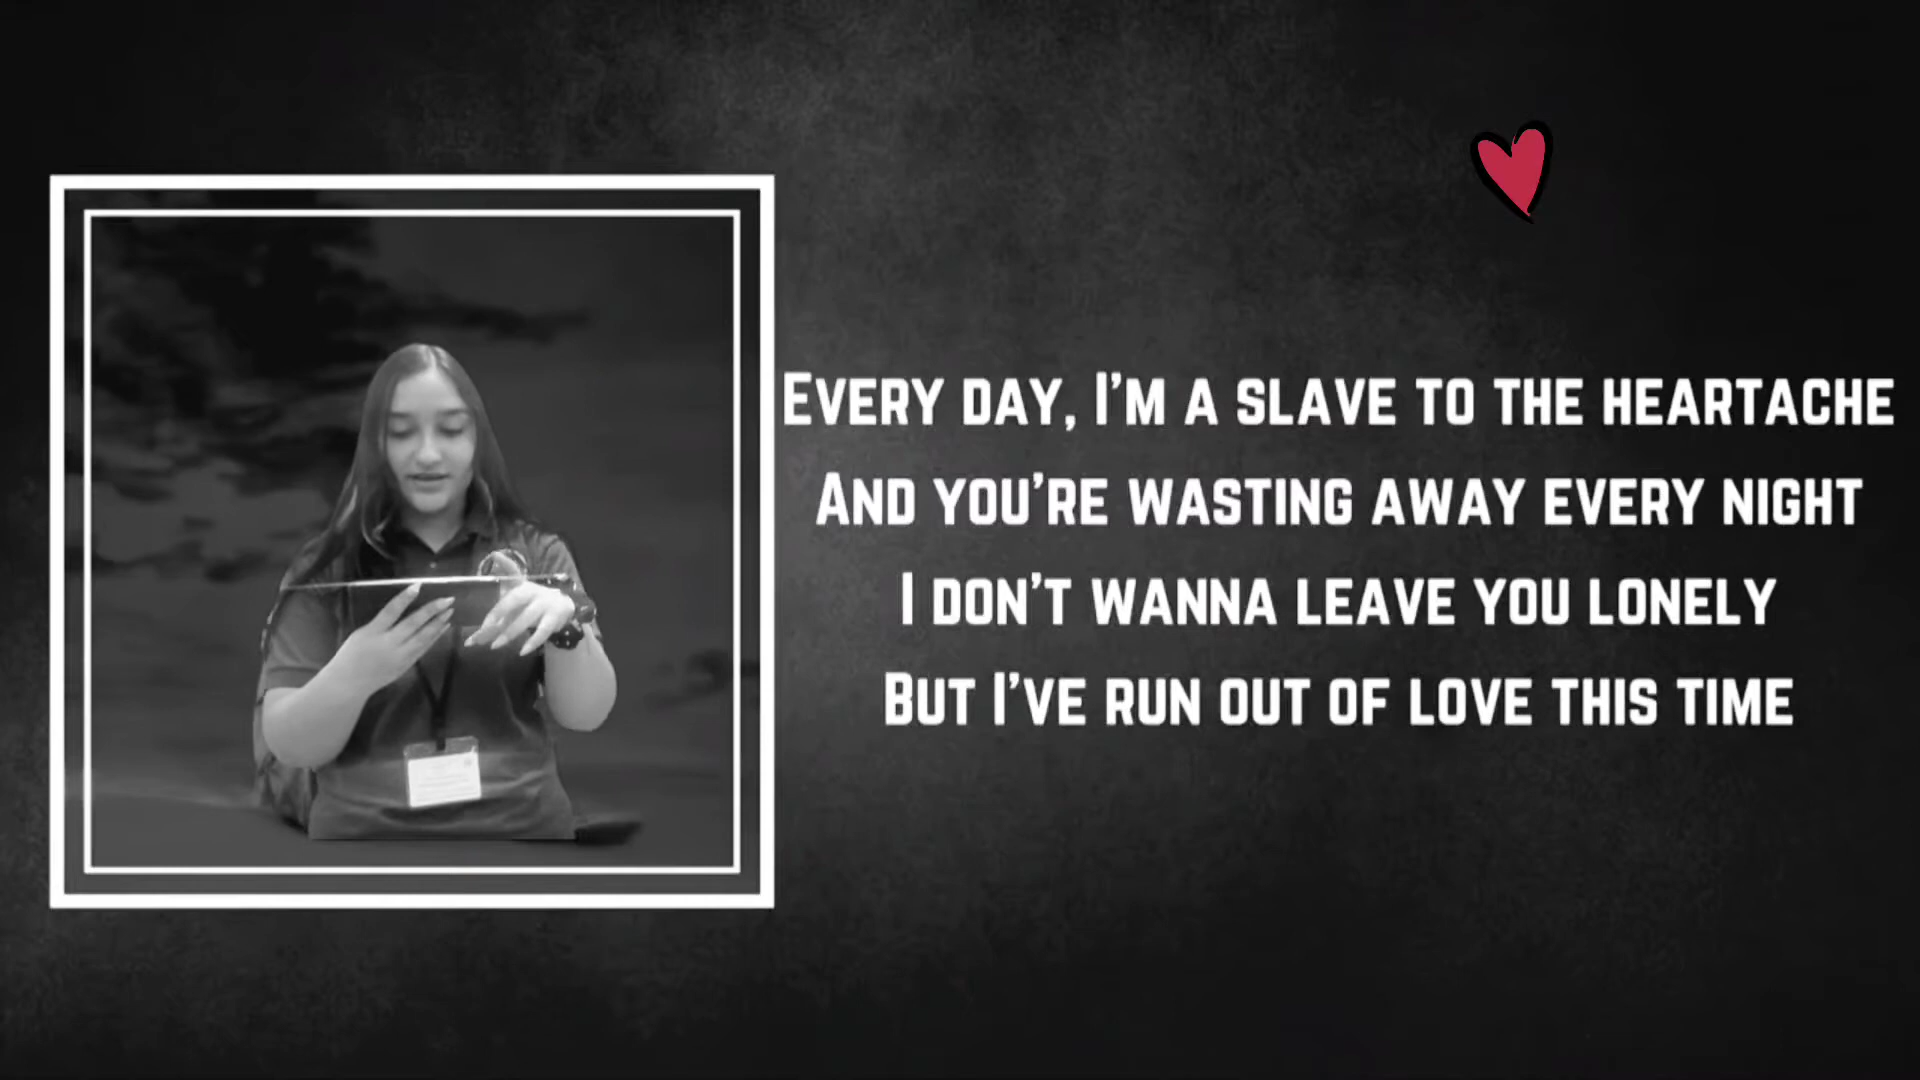 Every day, I'm a slave to the heartache
And you're wasting away every night
I don't wanna leave you lonely
But I've run out of love this time